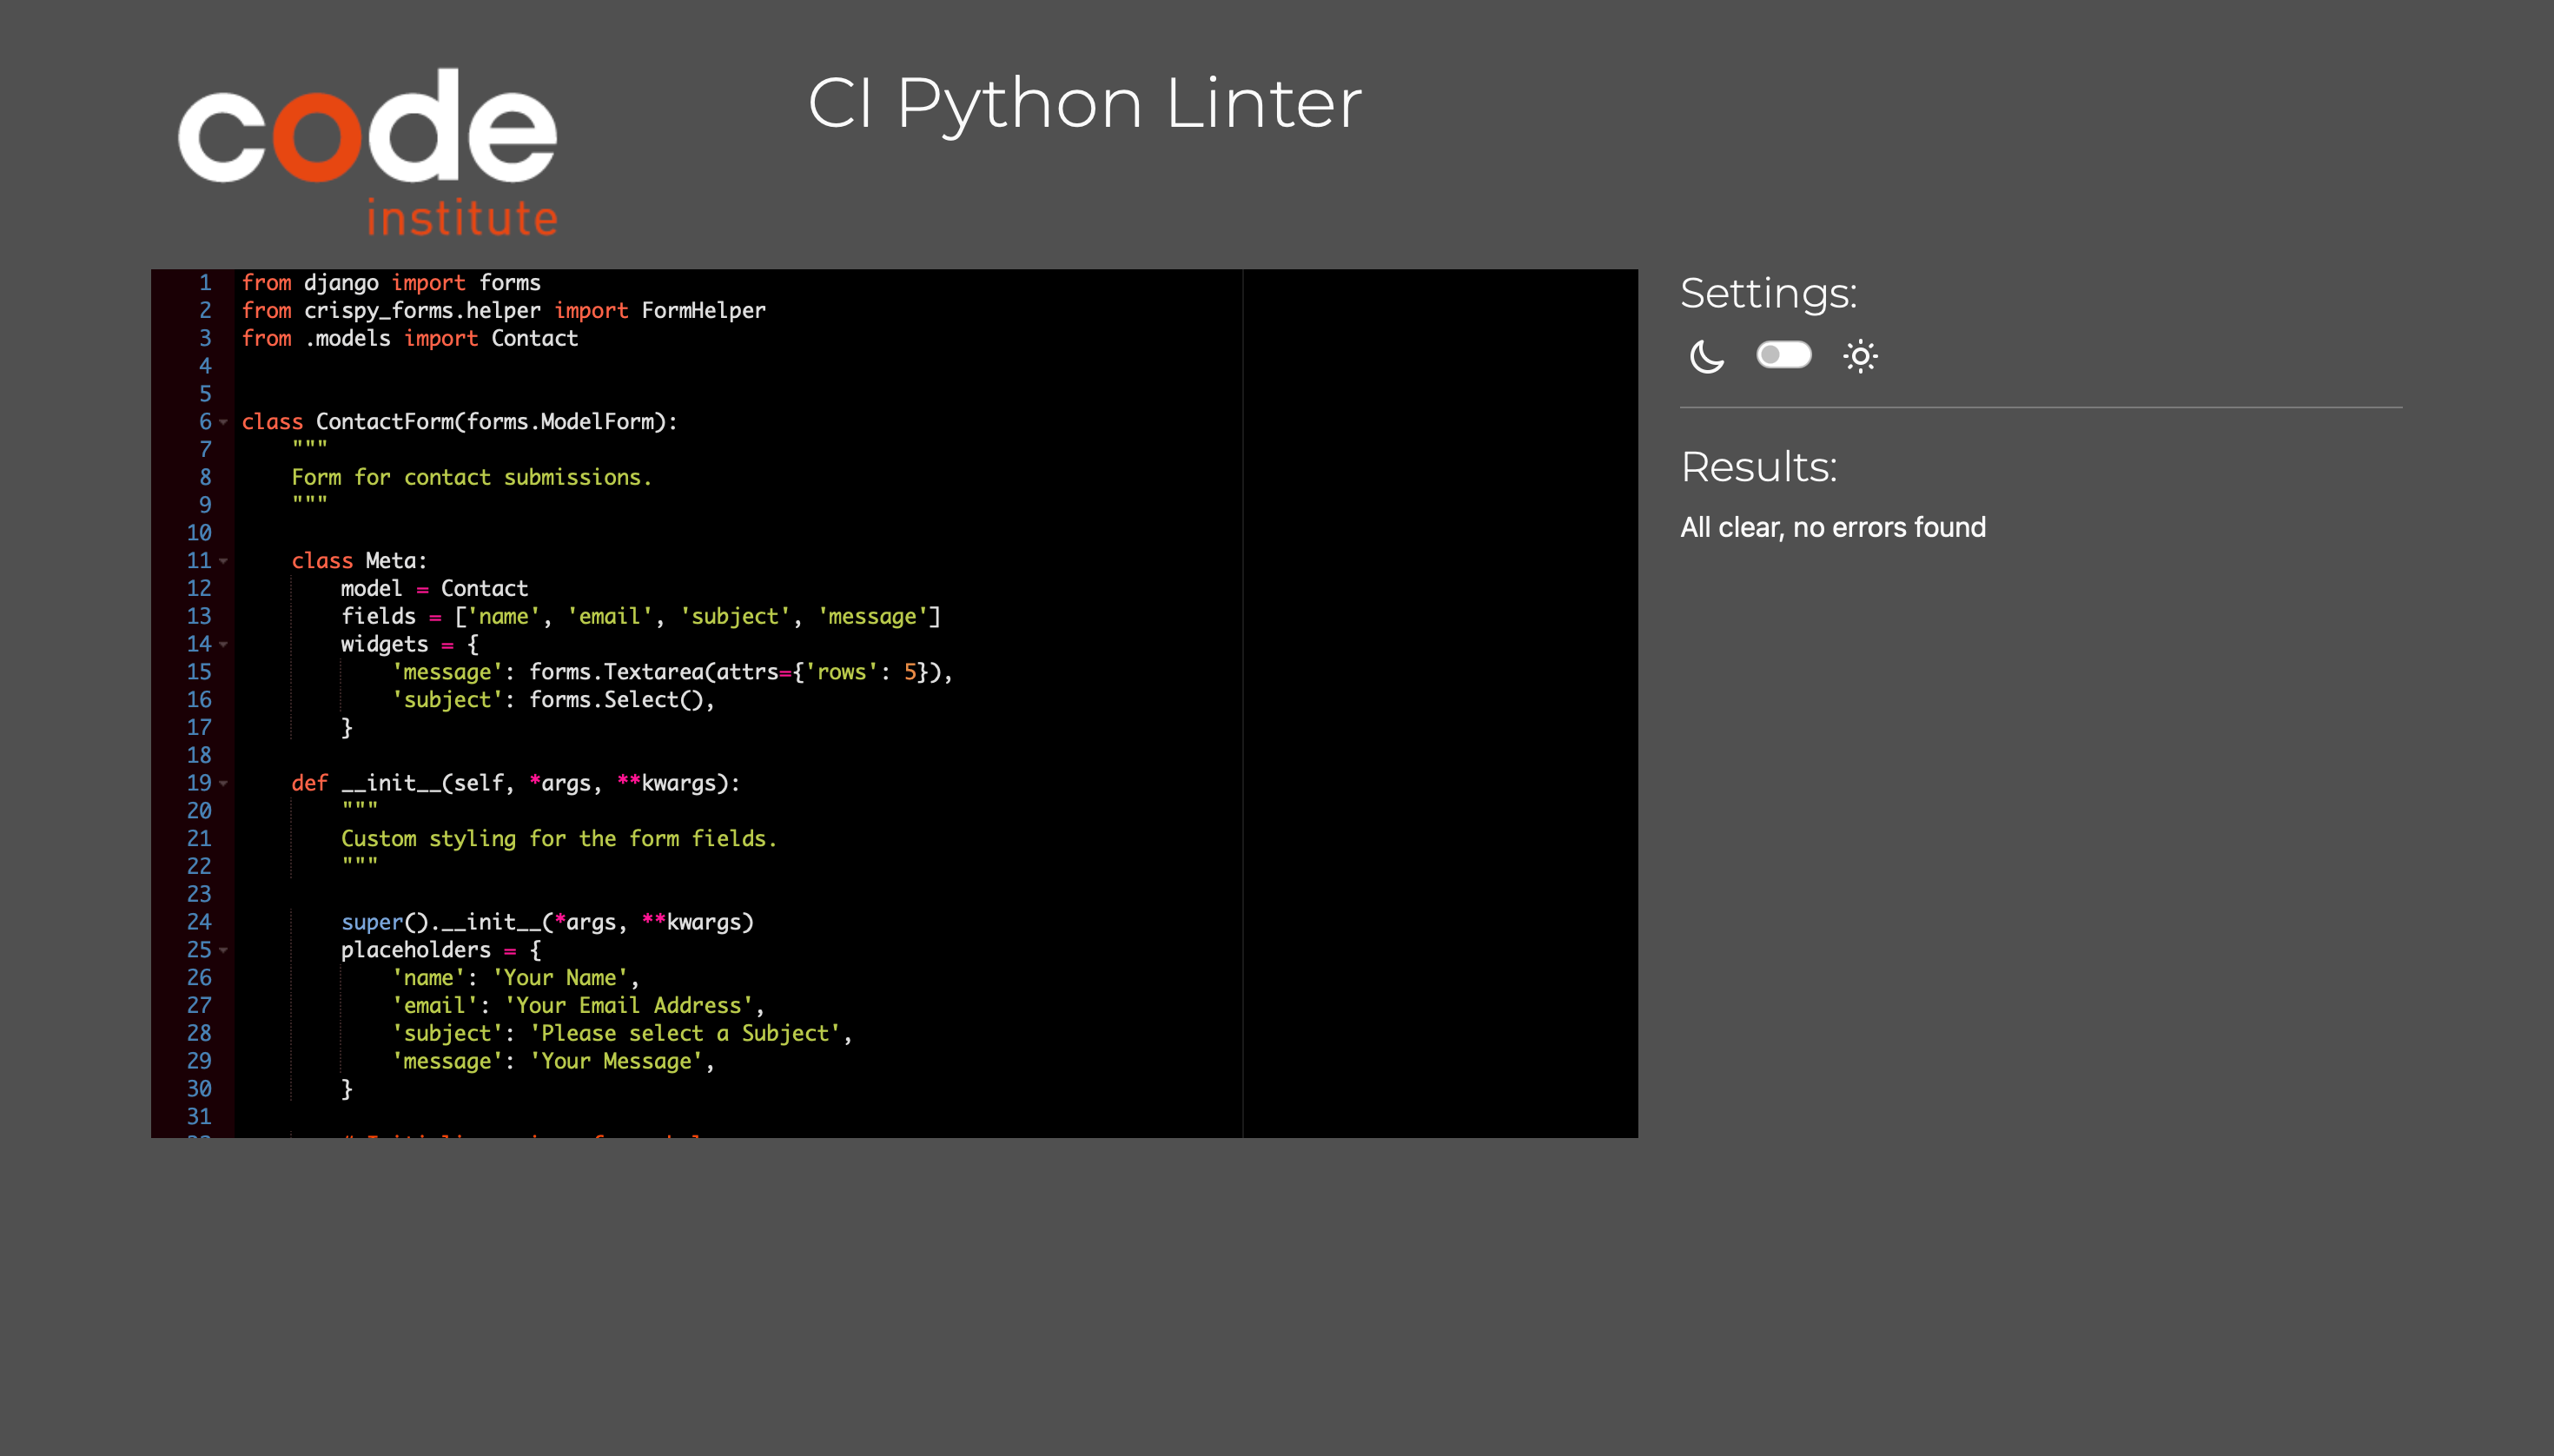 code
institute
CI Python Linter
1 from django import forms
2 from crispy_forms.helper import FormHelper
3 from .models import Contact
4
5
6 class ContactForm(forms.ModelForm):
7     """
8     Form for contact submissions.
9     """
10
11     class Meta:
12         model = Contact
13         fields = ['name', 'email', 'subject', 'message']
14         widgets = {
15             'message': forms.Textarea(attrs={'rows': 5}),
16             'subject': forms.Select(),
17         }
18
19     def __init__(self, *args, **kwargs):
20         """
21         Custom styling for the form fields.
22         """
23
24         super().__init__(*args, **kwargs)
25         placeholders = {
26             'name': 'Your Name',
27             'email': 'Your Email Address',
28             'subject': 'Please select a Subject',
29             'message': 'Your Message',
30         }
31
Settings:
Results:
All clear, no errors found